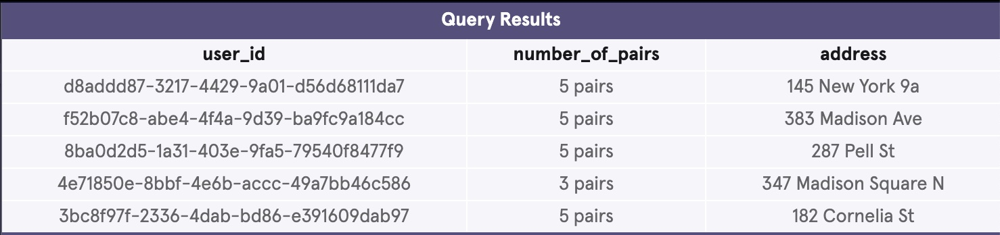 Query Results
user_id number_of_pairs address
d8addd87-3217-4429-9a01-d56d68111da7 5 pairs 145 New York 9a
f52b07c8-abe4-4f4a-9d39-ba9fc9a184cc 5 pairs 383 Madison Ave
8ba0d2d5-1a31-403e-9fa5-79540f8477f9 5 pairs 287 Pell St
4e71850e-8bbf-4e6b-accc-49a7bb46c586 3 pairs 347 Madison Square N
3bc8f97f-2336-4dab-bd86-e391609dab97 5 pairs 182 Cornelia St